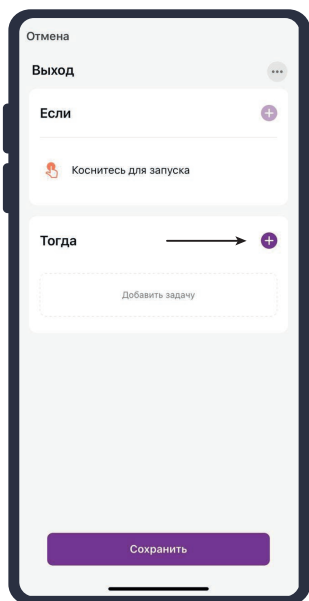 Отмена
Выход
Если
Коснитесь для запуска
Тогда
Добавить задачу
Сохранить